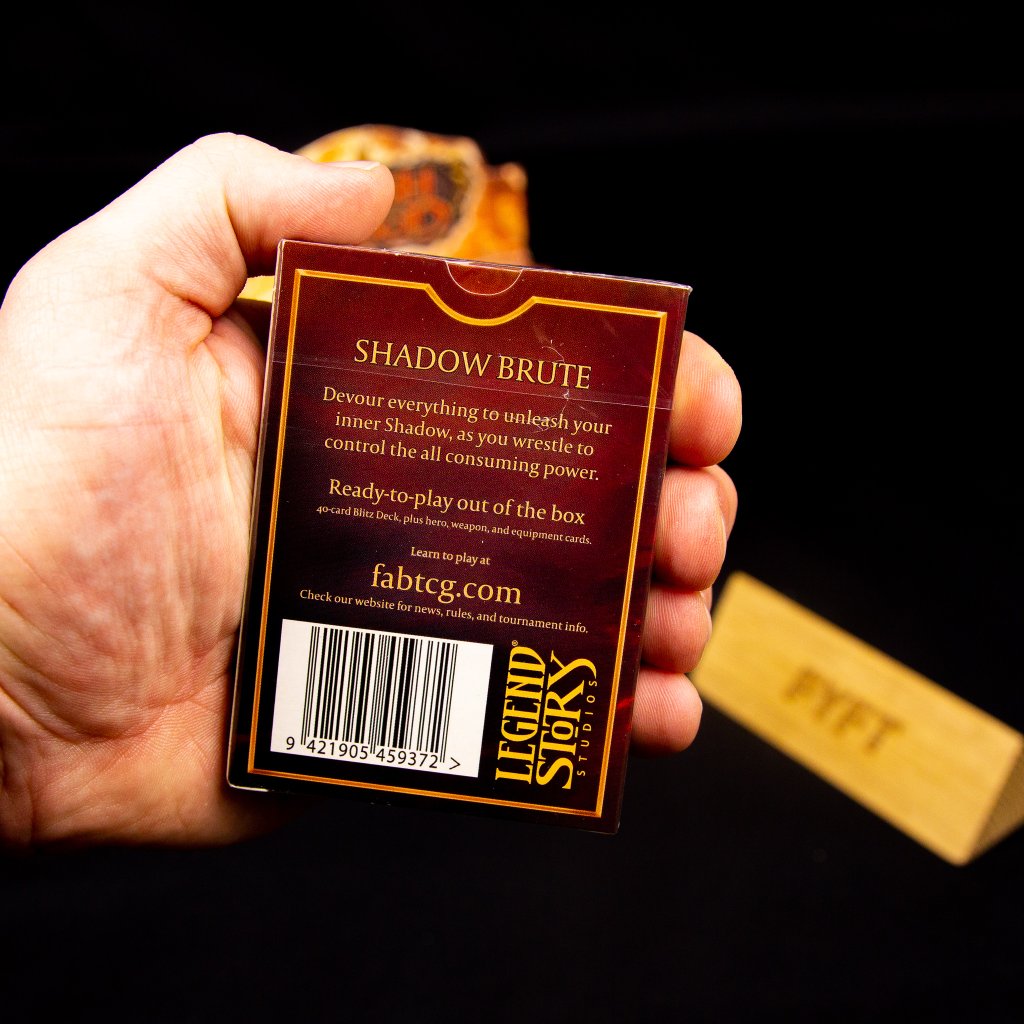 SHADOW BRUTE
Devour everything to unleash your
inner Shadow, as you wrestle to
control the all consuming power.
Ready-to-play out of the box
40-card Blitz Deck, plus hero, weapon, and equipment cards.
Learn to play at
fabtcg.com
Check our website for news, rules, and tournament info.
9 421905 459372 >
LEGEND®
STORY
STUDIOS
FYFT